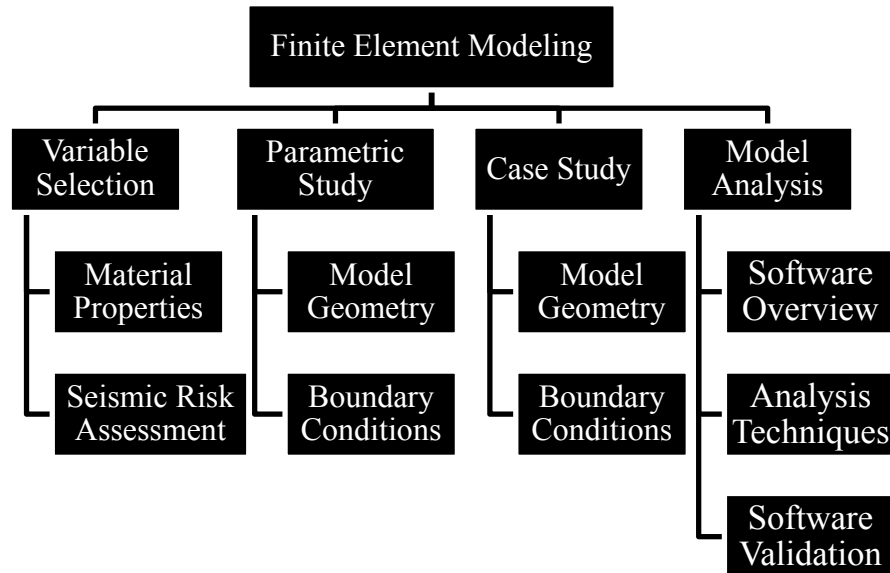 Finite Element Modeling
Variable
Selection
Material
Properties
Seismic Risk
Assessment
Parametric
Study
Model
Geometry
Boundary
Conditions
Case Study
Model
Geometry
Boundary
Conditions
Model
Analysis
Software
Overview
Analysis
Techniques
Software
Validation